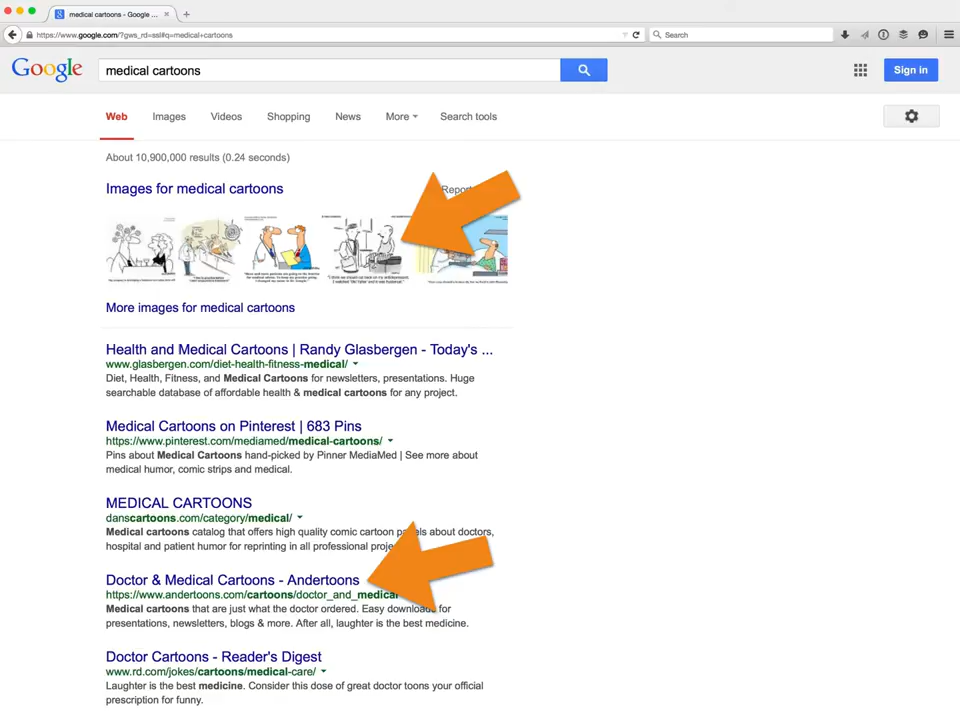 medical cartoons - Google ...
https://www.google.com/?gws_rd=ssl#q=medical+cartoons
Search
Google
medical cartoons
Sign in
Web
Images
Videos
Shopping
News
More
Search tools
About 10,900,000 results (0.24 seconds)
Images for medical cartoons
Report
More images for medical cartoons
Health and Medical Cartoons | Randy Glasbergen - Today's ...
www.glasbergen.com/diet-health-fitness-medical/
Diet, Health, Fitness, and Medical Cartoons for newsletters, presentations. Huge
searchable database of affordable health & medical cartoons for any project.
Medical Cartoons on Pinterest | 683 Pins
https://www.pinterest.com/mediamed/medical-cartoons/
Pins about Medical Cartoons hand-picked by Pinner MediaMed | See more about
medical humor, comic strips and medical.
MEDICAL CARTOONS
danscartoons.com/category/medical/
Medical cartoons catalog that offers high quality comic cartoon panels about doctors,
hospital and patient humor for reprinting in all professional
Doctor & Medical Cartoons - Andertoons
https://www.andertoons.com/cartoons/doctor_and_medical
Medical cartoons that are just what the doctor ordered. Easy downloads for
presentations, newsletters, blogs & more. After all, laughter is the best medicine.
Doctor Cartoons - Reader's Digest
www.rd.com/jokes/cartoons/medical-care/
Laughter is the best medicine. Consider this dose of great doctor toons your official
prescription for funny.